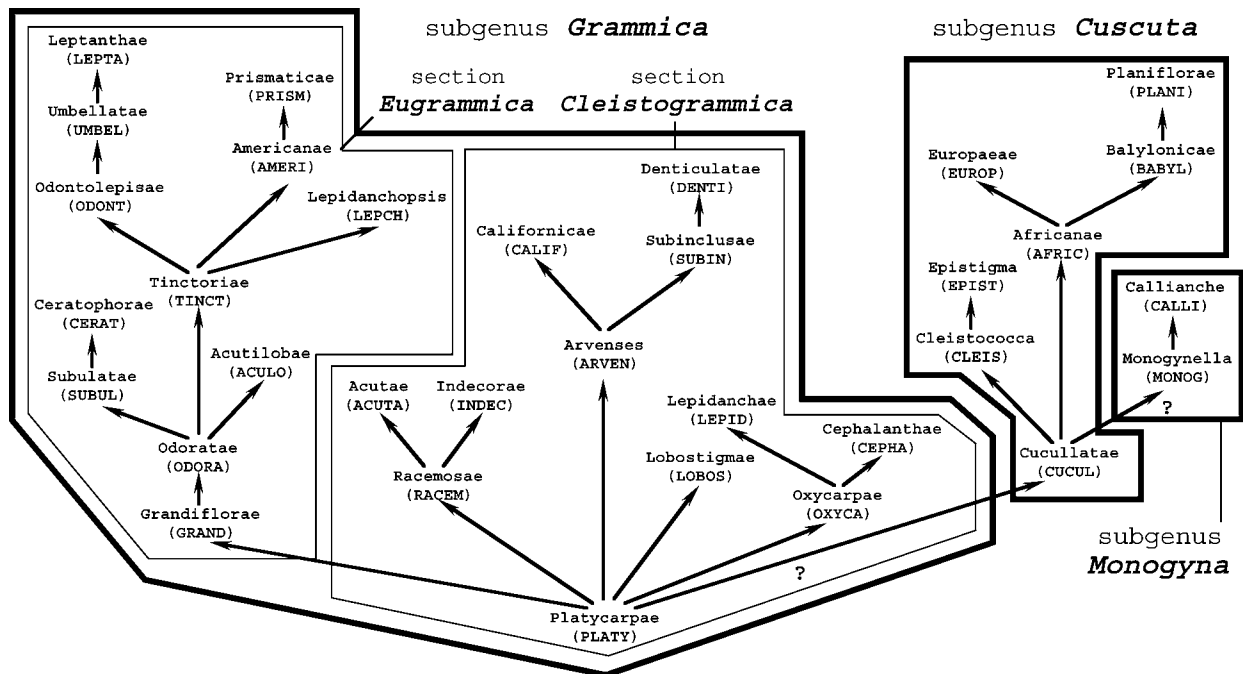 subgenus Grammica
subgenus Cuscuta
section
Eugrammica
section
Cleistogrammica
Leptanthae
(LEPTA)
Umbellatae
(UMBEL)
Odontolepisae
(ODONT)
Prismaticae
(PRISM)
Americanae
(AMERI)
Lepidanchopsis
(LEPCH)
Tinctoriae
(TINCT)
Ceratophorae
(CERAT)
Subulatae
(SUBUL)
Acutilobae
(ACULO)
Odoratae
(ODORA)
Grandiflorae
(GRAND)
Denticulatae
(DENTI)
Californicae
(CALIF)
Subinclusae
(SUBIN)
Arvenses
(ARVEN)
Acutae
(ACUTA)
Indecorae
(INDEC)
Racemosae
(RACEM)
Lepidanchae
(LEPID)
Cephalanthae
(CEPHA)
Lobostigmae
(LOBOS)
Oxycarpae
(OXYCA)
?
Platycarpae
(PLATY)
Planiflorae
(PLANI)
Europaeae
(EUROP)
Balylonicae
(BABYL)
Africanae
(AFRIC)
Epistigma
(EPIST)
Cleistococca
(CLEIS)
Callianche
(CALLI)
Monogynella
(MONOG)
?
Cucullatae
(CUCUL)
subgenus
Monogyna